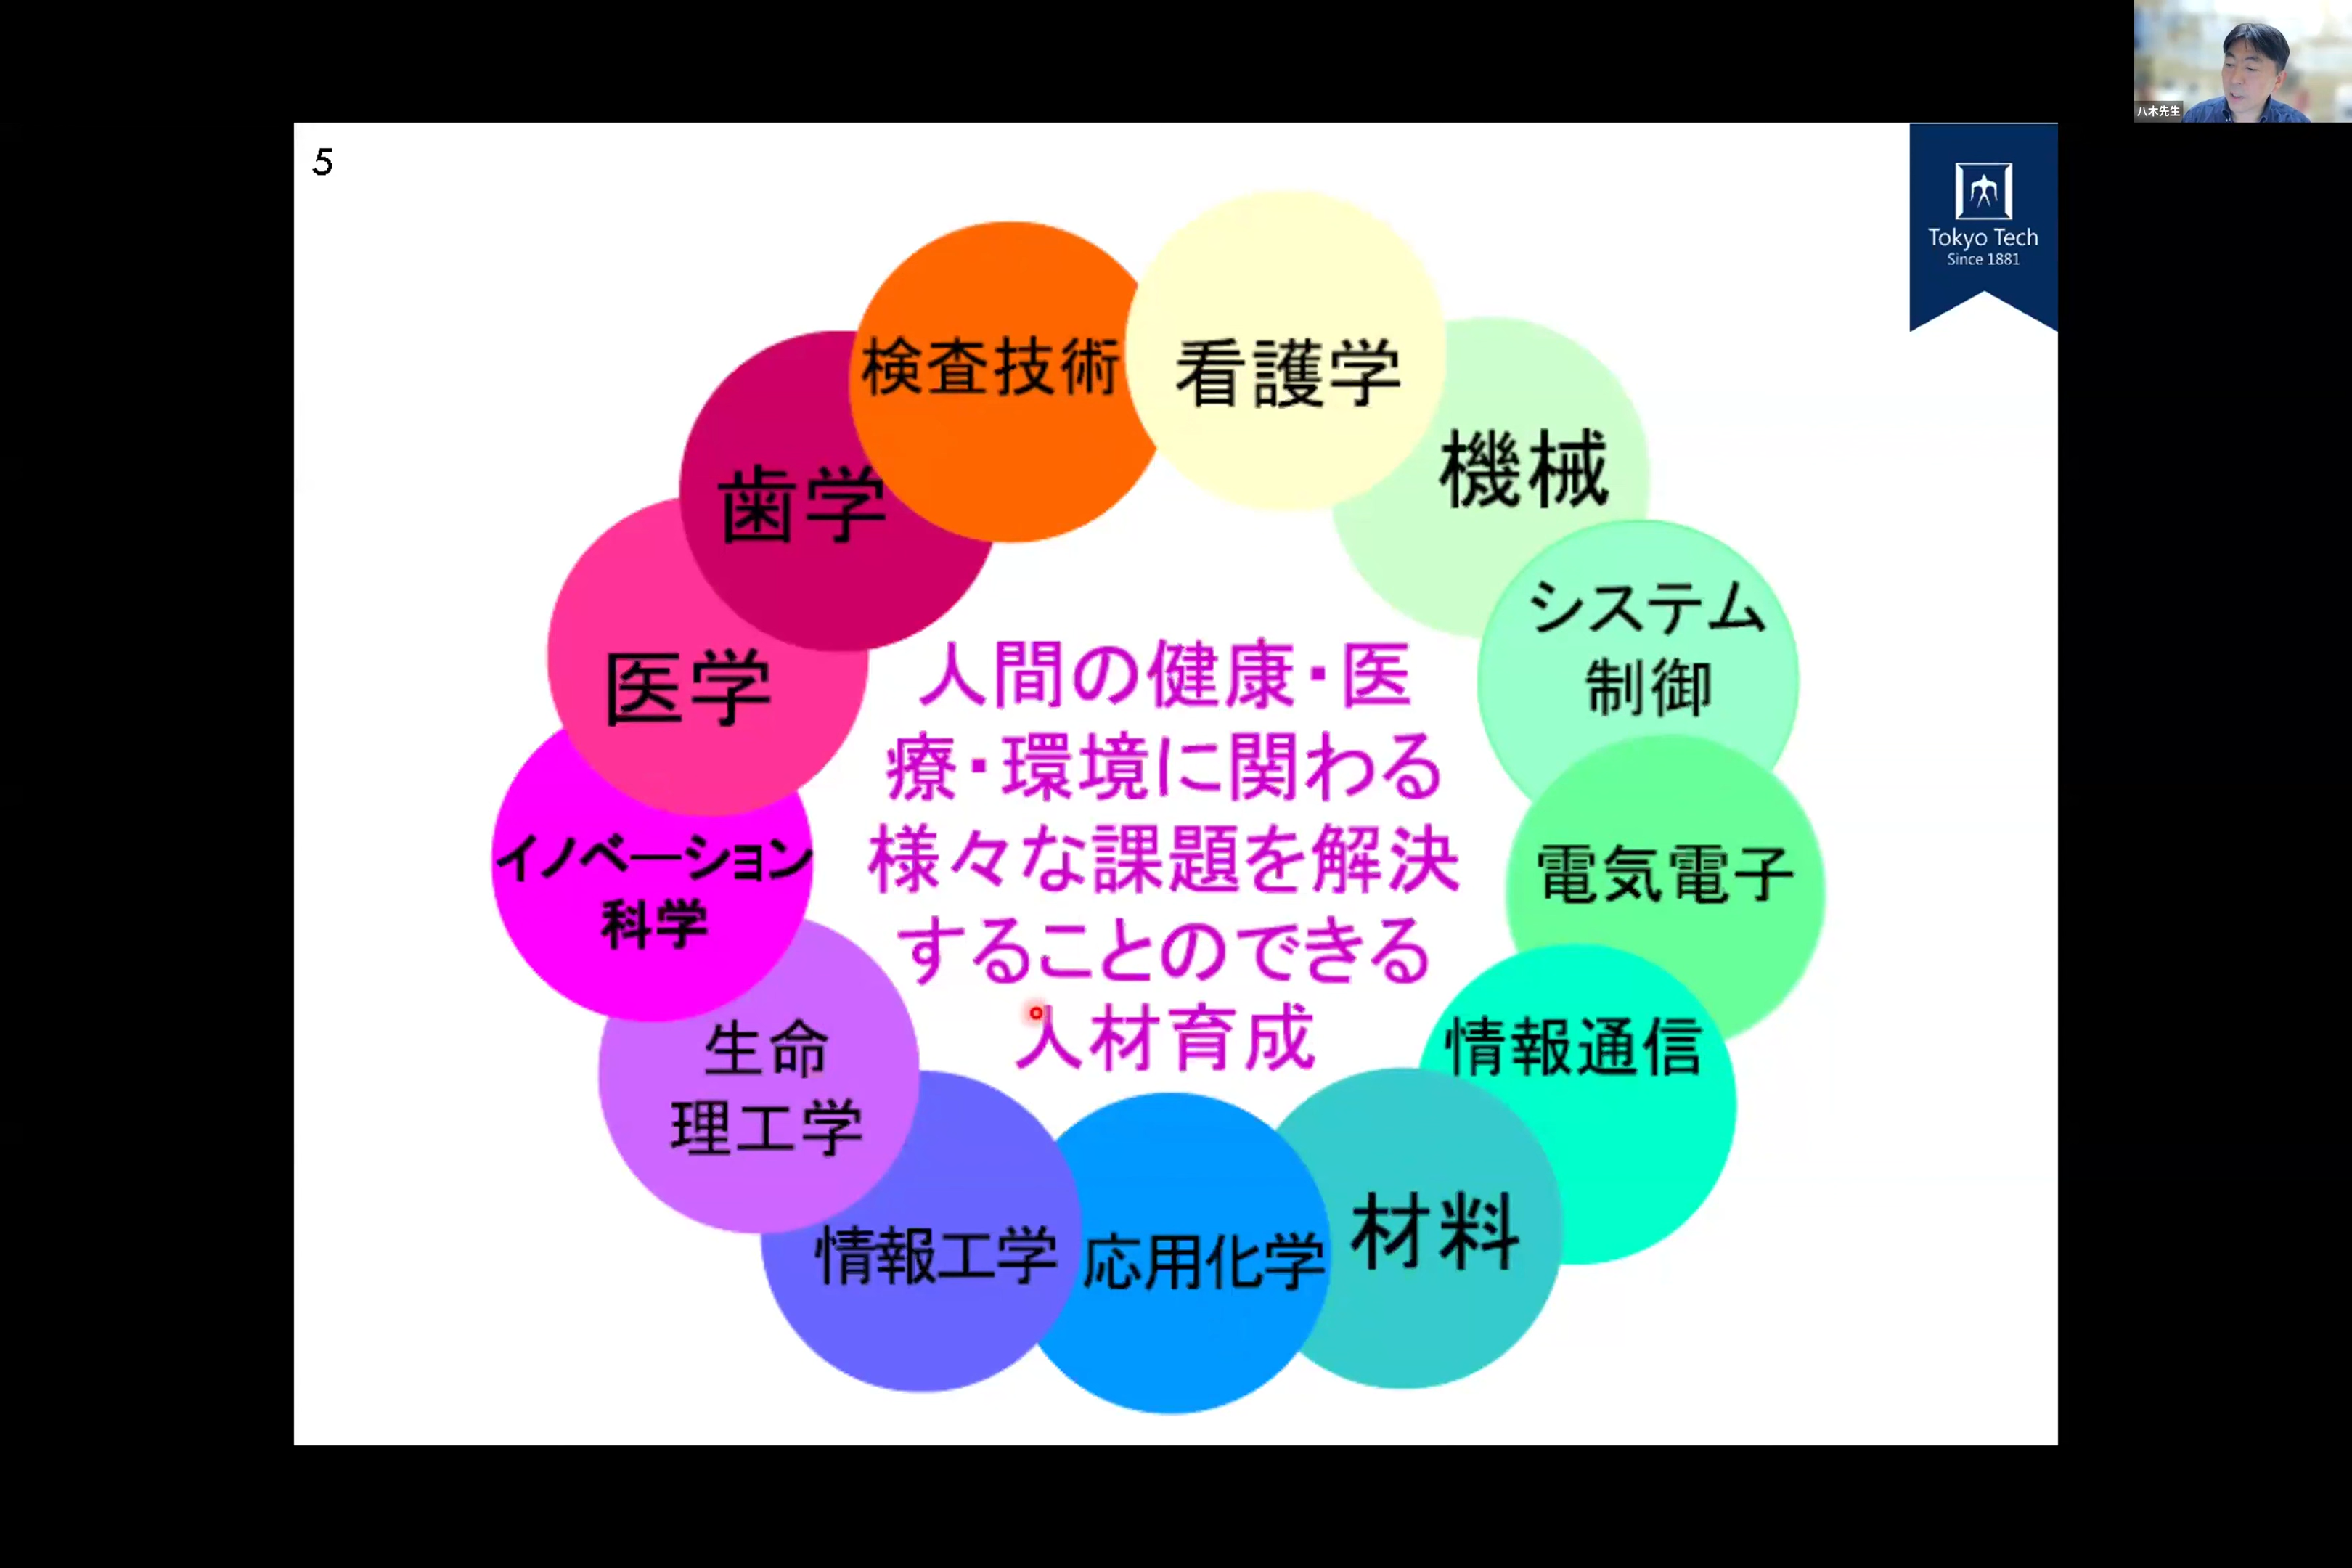 八木先生
5
Tokyo Tech
Since 1881
検査技術
看護学
機械
システム
制御
電気電子
情報通信
材料
応用化学
情報工学
生命
理工学
イノベーション
科学
医学
歯学
人間の健康・医
療・環境に関わる
様々な課題を解決
することのできる
人材育成